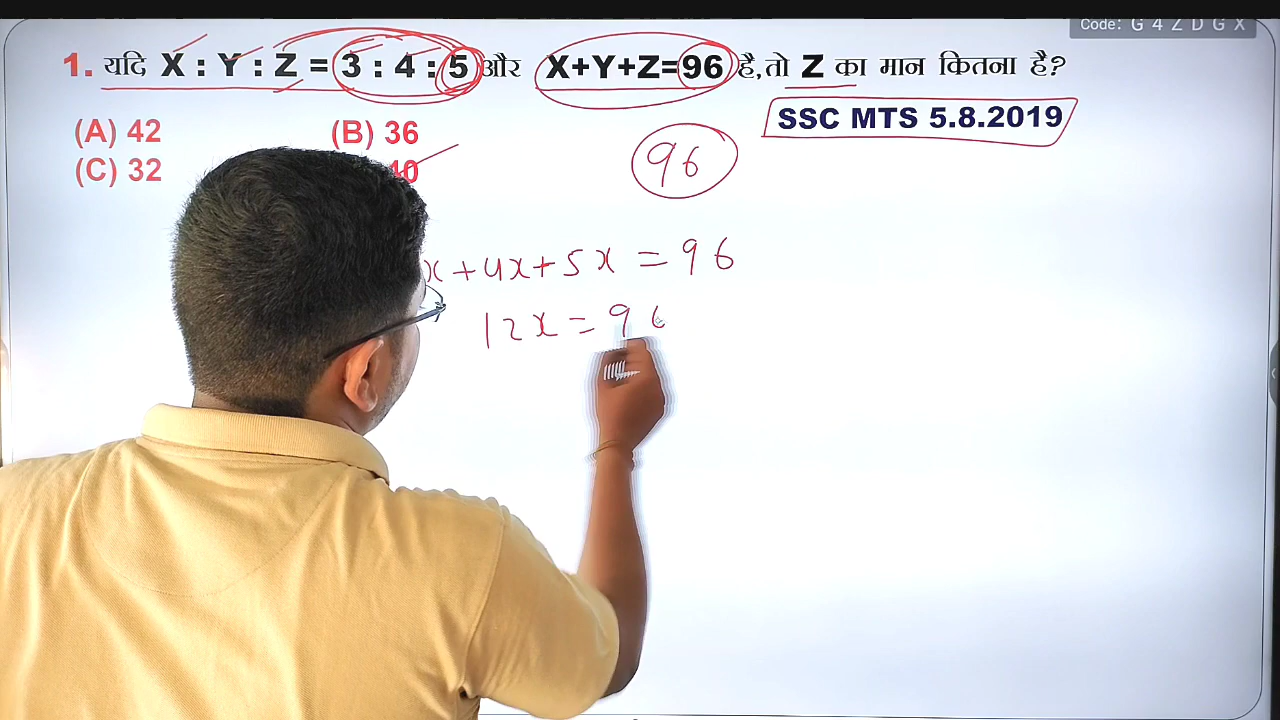 Code: G 4 Z D G X
1. यदि X : Y : Z = 3 : 4 : 5 और X+Y+Z=96 है, तो Z का मान कितना है?
SSC MTS 5.8.2019
(A) 42 (B) 36
(C) 32 40
96
x + 4x + 5x = 96
12x = 96